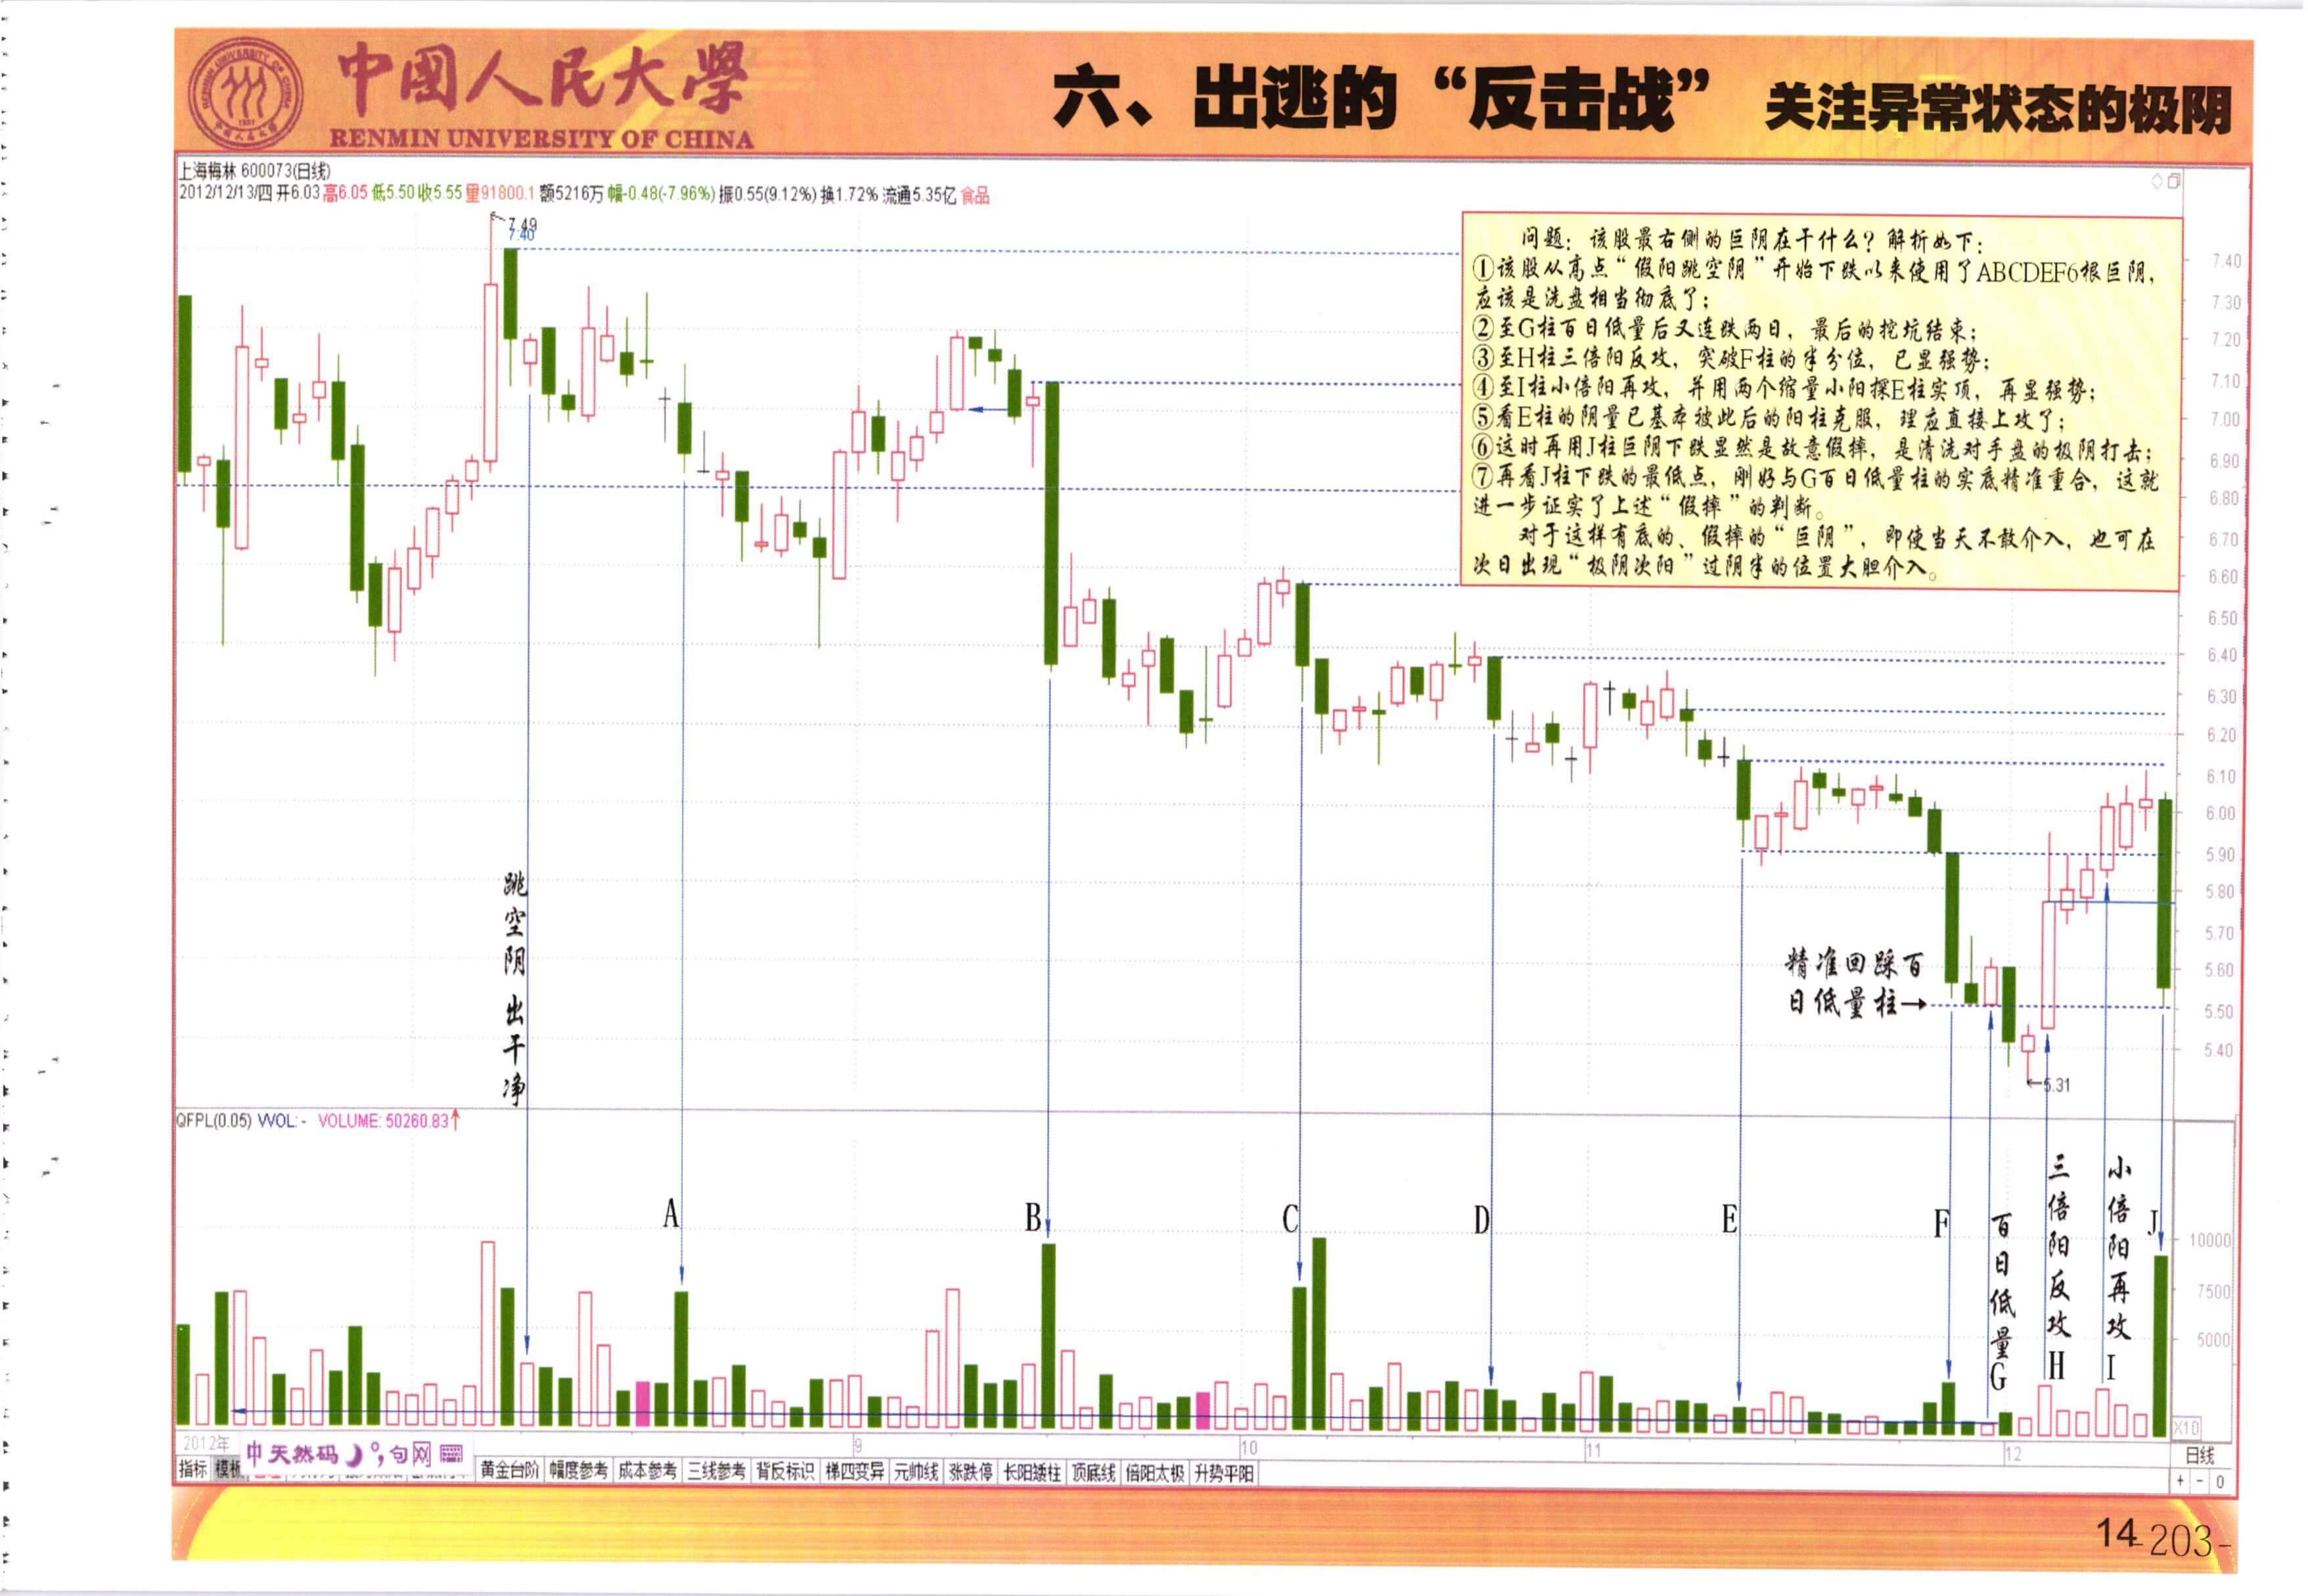 中國人民大學
RENMIN UNIVERSITY OF CHINA
六、出逃的“反击战” 关注异常状态的极阴
上海梅林 600073(日线)
2012/12/13/四 开6.03 高6.05 低5.50 收5.55 量91800.1 额5216万 幅-0.48(-7.96%) 振0.55(9.12%) 换1.72% 流通5.35亿 食品
7.49
7.40
问题：该股最右侧的巨阴在干什么？解析如下：
①该股从高点“假阳跳空阴”开始下跌以来使用了ABCDEF6根巨阴，
应该是洗盘相当彻底了；
②至G柱百日低量后又连跌两日，最后的挖坑结束；
③至H柱三倍阳反攻，突破F柱的半分位，已显强势；
④至I柱小倍阳再攻，并用两个缩量小阳探E柱实顶，再显强势；
⑤看E柱的阴量已基本被此后的阳柱克服，理应直接上攻了；
⑥这时再用J柱巨阴下跌显然是故意假摔，是清洗对手盘的极阴打击；
⑦再看J柱下跌的最低点，刚好与G百日低量柱的实底精准重合，这就
进一步证实了上述“假摔”的判断。
对于这样有底的、假摔的“巨阴”，即使当天不敢介入，也可在
次日出现“极阴次阳”过阴半的位置大胆介入。
7.40
7.30
7.20
7.10
7.00
6.90
6.80
6.70
6.60
6.50
6.40
6.30
6.20
6.10
6.00
5.90
5.80
5.70
5.60
5.50
5.40
跳空阴 出干净
精准回踩百
日低量柱→
←5.31
QFPL(0.05) VVOL: - VOLUME: 50260.83↑
A
B
C
D
E
F
百日低量G
三倍阳反攻H
小倍阳再攻I
J
10000
7500
5000
X10
2012年
9
10
11
12
日线
中天然码
指标
黄金台阶 幅度参考 成本参考 三线参考 背反标识 梯四变异 元帅线 张跌停 长阳矮柱 顶底线 倍阳太极 升势平阳
+ - 0
14 203-